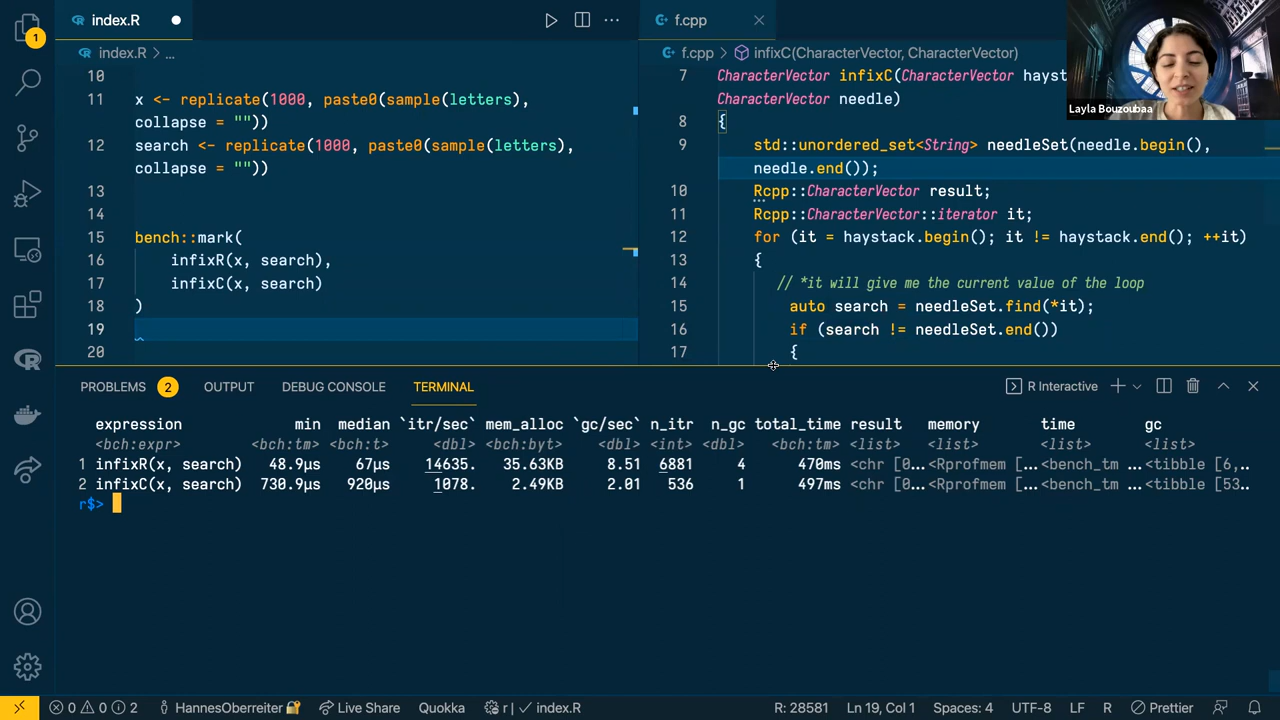 index.R
f.cpp
1
index.R > ...
f.cpp > infixC(CharacterVector, CharacterVector)
Layla Bouzoubaa
10
11 x <- replicate(1000, paste0(sample(letters),
collapse = ""))
12 search <- replicate(1000, paste0(sample(letters),
collapse = ""))
13
14
15 bench::mark(
16 infixR(x, search),
17 infixC(x, search)
18 )
19
20
7 CharacterVector infixC(CharacterVector hays
CharacterVector needle)
8 {
9 std::unordered_set<String> needleSet(needle.begin(),
needle.end());
10 Rcpp::CharacterVector result;
11 Rcpp::CharacterVector::iterator it;
12 for (it = haystack.begin(); it != haystack.end(); ++it)
13 {
14 // *it will give me the current value of the loop
15 auto search = needleSet.find(*it);
16 if (search != needleSet.end())
17 {
PROBLEMS 2 OUTPUT DEBUG CONSOLE TERMINAL R Interactive
expression min median `itr/sec` mem_alloc `gc/sec` n_itr n_gc total_time result memory time gc
<bch:expr> <bch:tm> <bch:t> <dbl> <bch:byt> <dbl> <int> <dbl> <bch:tm> <list> <list> <list> <list>
1 infixR(x, search) 48.9µs 67µs 14635. 35.63KB 8.51 6881 4 470ms <chr [0… <Rprofmem [… <bench_tm …<tibble [6,…
2 infixC(x, search) 730.9µs 920µs 1078. 2.49KB 2.01 536 1 497ms <chr [0… <Rprofmem [… <bench_tm …<tibble [53…
r$>
0 0 2 HannesOberreiter Live Share Quokka r | index.R R: 28581 Ln 19, Col 1 Spaces: 4 UTF-8 LF R Prettier